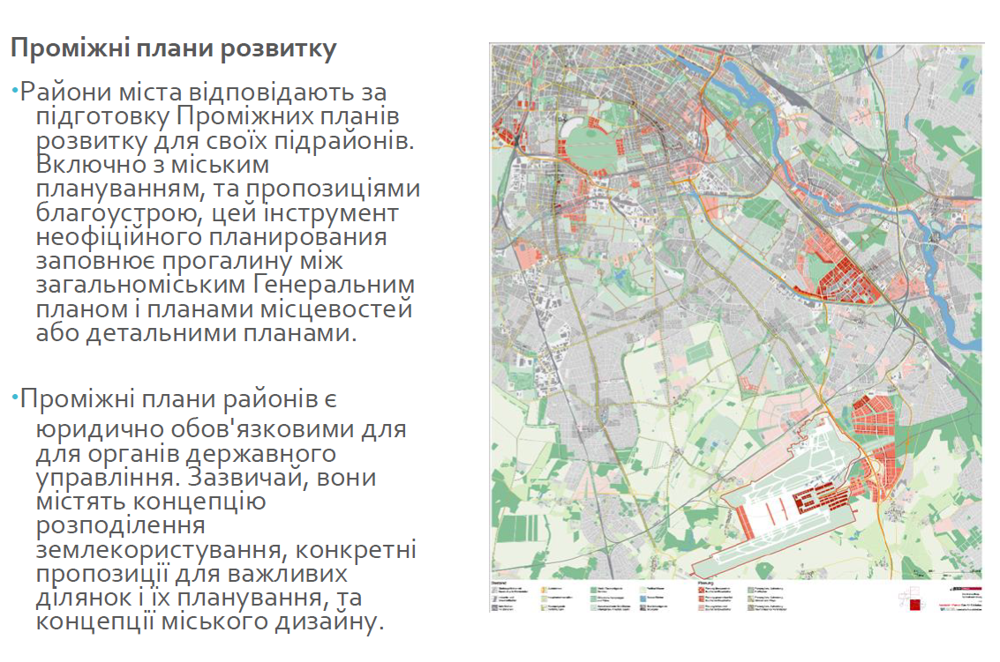 Проміжні плани розвитку
•Райони міста відповідають за
підготовку Проміжних планів
розвитку для своїх підрайонів.
Включно з міським
плануванням, та пропозиціями
благоустрою, цей інструмент
неофіційного планирования
заповнює прогалину між
загальноміським Генеральним
планом і планами місцевостей
або детальними планами.
•Проміжні плани районів є
юридично обов'язковими для
для органів державного
управління. Зазвичай, вони
містять концепцію
розподілення
землекористування, конкретні
пропозиції для важливих
ділянок і їх планування, та
концепції міського дизайну.